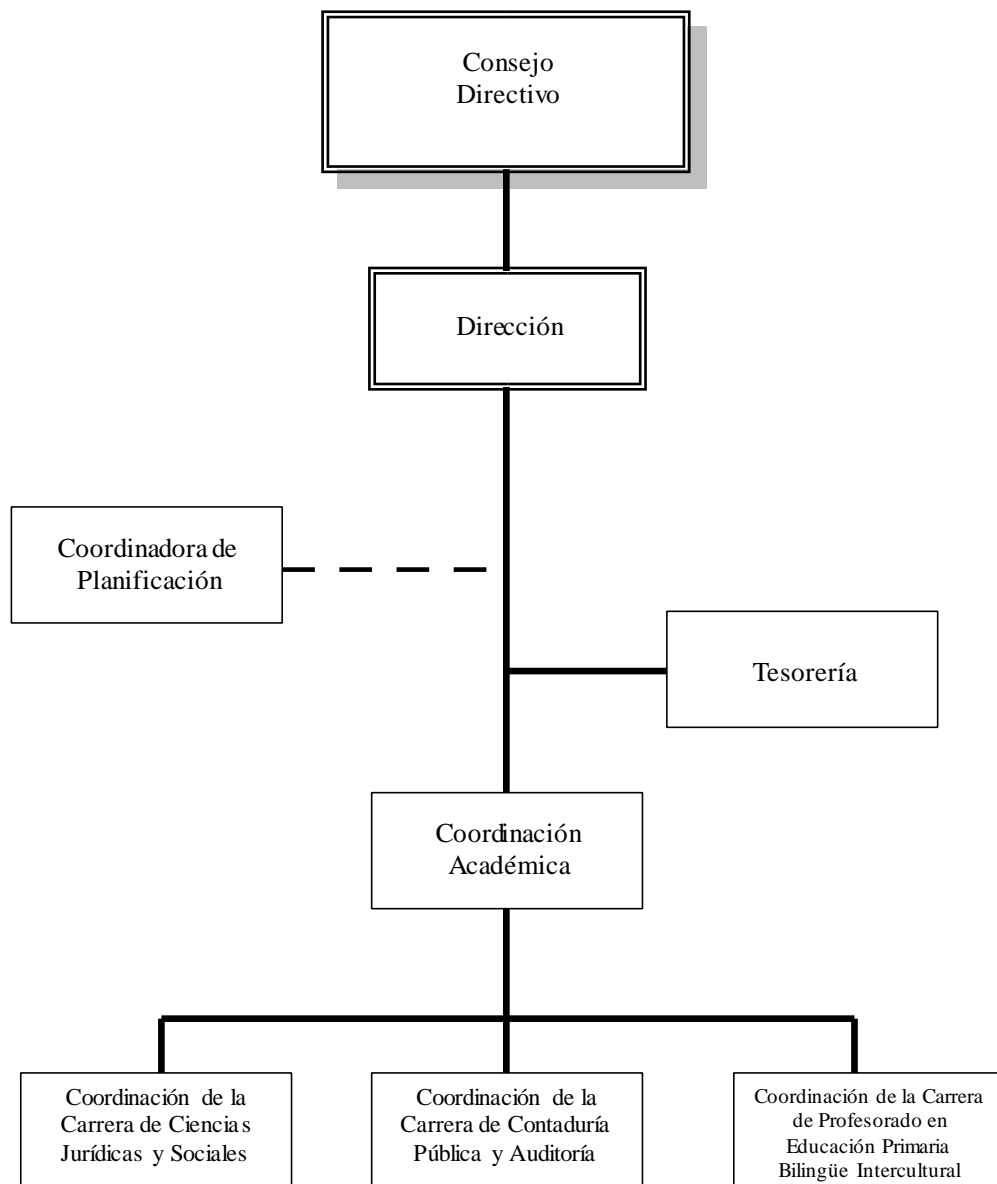 Consejo
Directivo
Dirección
Coordinadora de
Planificación
Tesorería
Coordinación
Académica
Coordinación de la
Carrera de Ciencias
Jurídicas y Sociales
Coordinación de la
Carrera de Contaduría
Pública y Auditoría
Coordinación de la Carrera
de Profesorado en
Educación Primaria
Bilingüe Intercultural